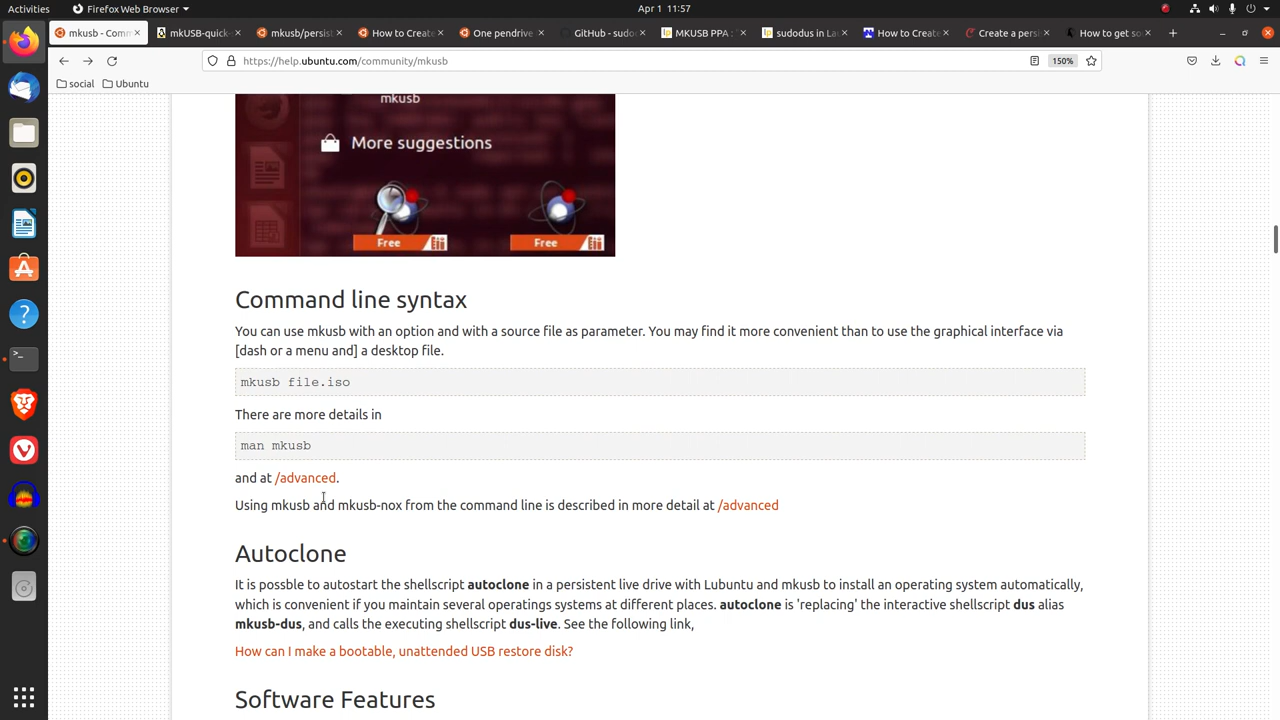 Activities
Firefox Web Browser
Apr 1 11:57
mkusb - Comm
mkUSB-quick-
mkusb/persist
How to Create
One pendrive
GitHub - sudo
MKUSB PPA :
sudodus in La
How to Create
Create a pers
How to get so
https://help.ubuntu.com/community/mkusb
150%
social
Ubuntu
mkusb
More suggestions
Free
Free
Command line syntax
You can use mkusb with an option and with a source file as parameter. You may find it more convenient than to use the graphical interface via
[dash or a menu and] a desktop file.
mkusb file.iso
There are more details in
man mkusb
and at /advanced.
Using mkusb and mkusb-nox from the command line is described in more detail at /advanced
Autoclone
It is possble to autostart the shellscript autoclone in a persistent live drive with Lubuntu and mkusb to install an operating system automatically,
which is convenient if you maintain several operatings systems at different places. autoclone is 'replacing' the interactive shellscript dus alias
mkusb-dus, and calls the executing shellscript dus-live. See the following link,
How can I make a bootable, unattended USB restore disk?
Software Features